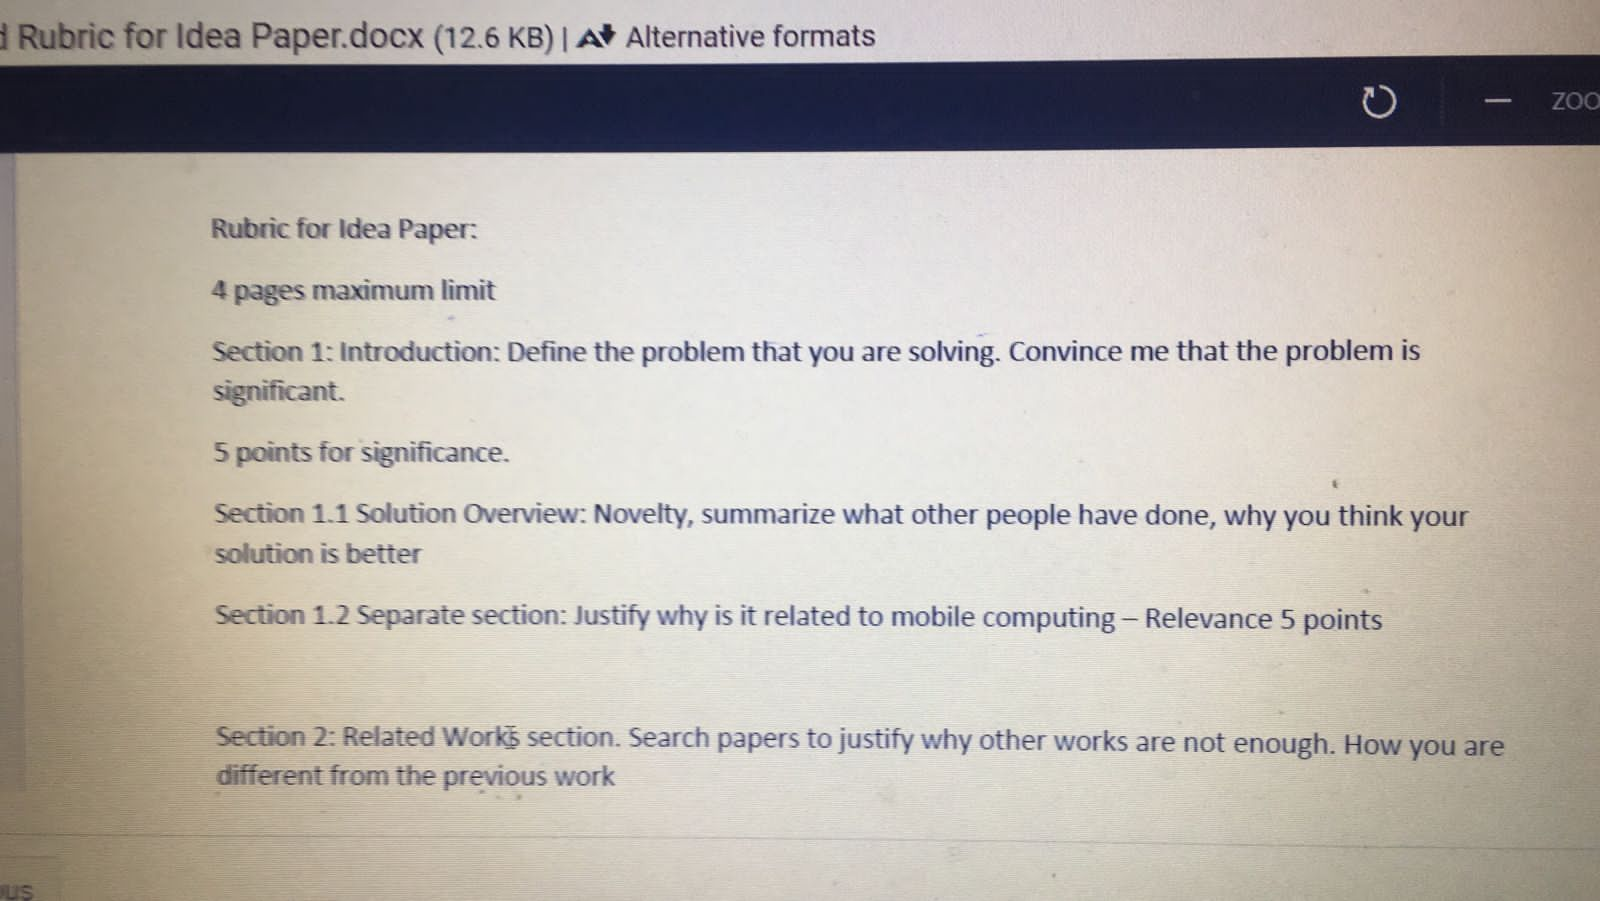 Rubric for Idea Paper.docx (12.6 KB) | Alternative formats
ZOO
Rubric for Idea Paper:
4 pages maximum limit
Section 1: Introduction: Define the problem that you are solving. Convince me that the problem is
significant.
5 points for significance.
Section 1.1 Solution Overview: Novelty, summarize what other people have done, why you think your
solution is better
Section 1.2 Separate section: Justify why is it related to mobile computing – Relevance 5 points
Section 2: Related Works section. Search papers to justify why other works are not enough. How you are
different from the previous work